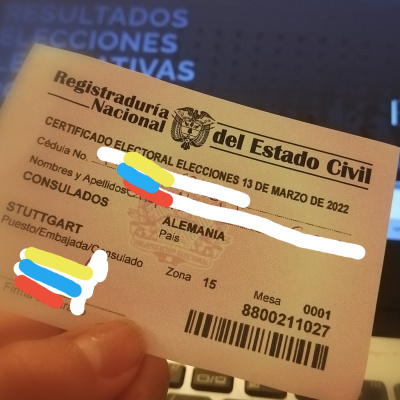 RESULTADOS
ELECCIONES
Registraduría
Nacional
del Estado Civil
CERTIFICADO ELECTORAL ELECCIONES 13 DE MARZO DE 2022
Cédula No.
Nombres y Apellidos
CONSULADOS
STUTTGART
ALEMANIA
Puesto/Embajada/Consulado
País
Zona 15
Mesa 0001
8800211027
Firma